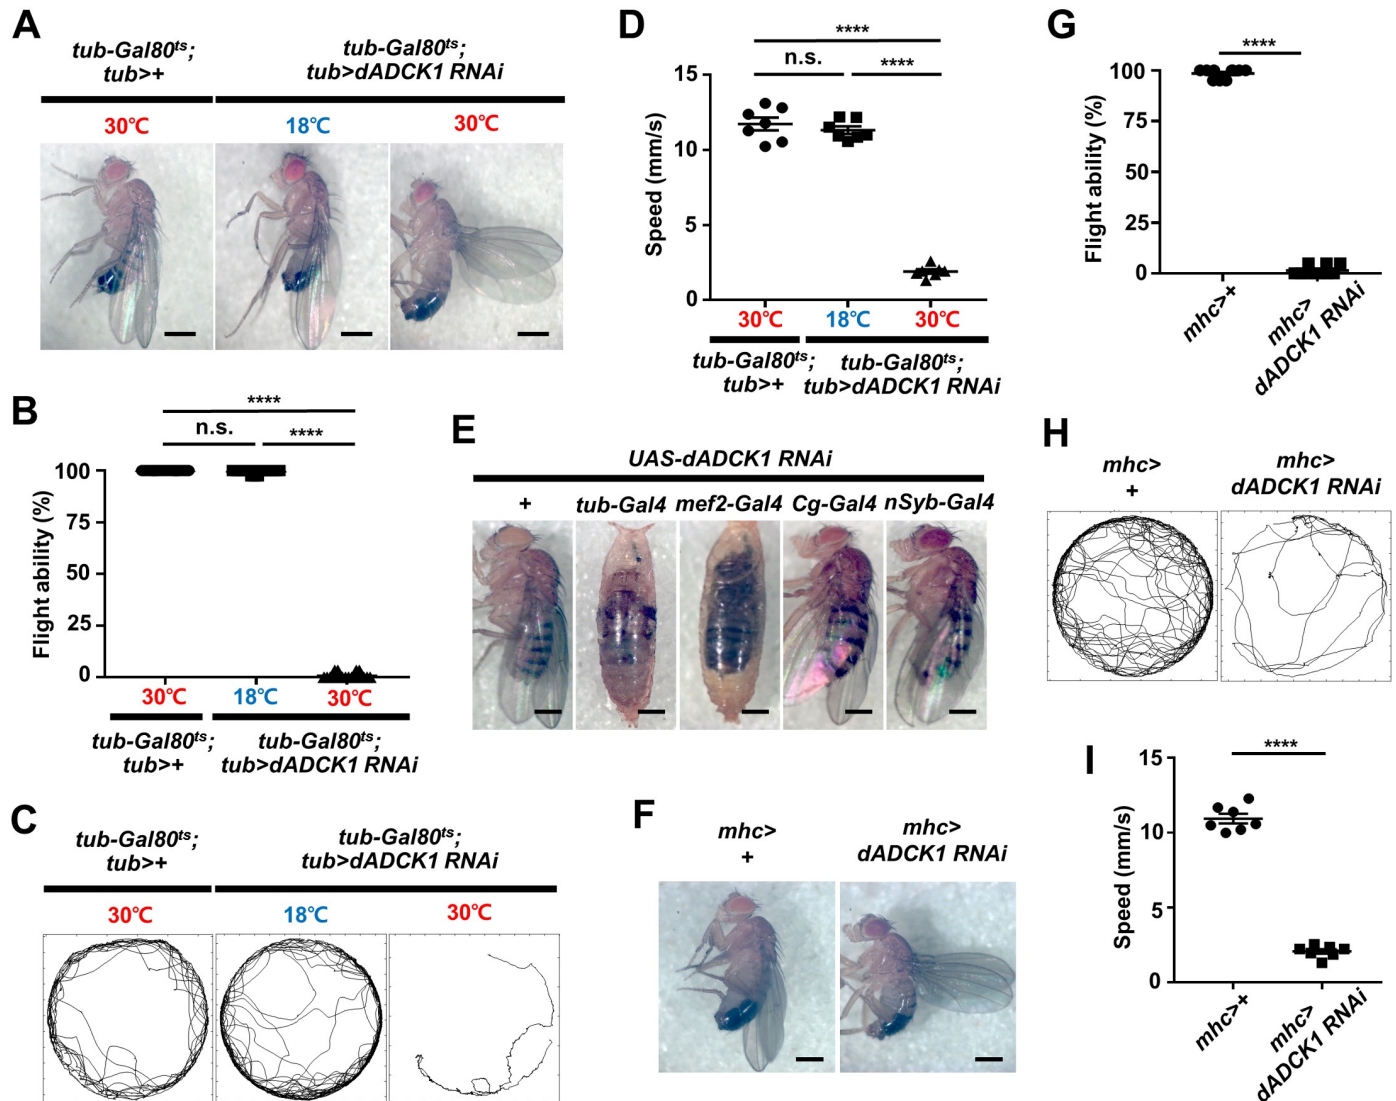 A
tub-Gal80ts;
tub>+
tub-Gal80ts;
tub>dADCK1 RNAi
30℃
18℃
30℃
B
****
n.s.
****
Flight ability (%)
100
75
50
25
0
30℃
18℃
30℃
tub-Gal80ts;
tub>+
tub-Gal80ts;
tub>dADCK1 RNAi
C
tub-Gal80ts;
tub>+
tub-Gal80ts;
tub>dADCK1 RNAi
30℃
18℃
30℃
D
****
n.s.
****
Speed (mm/s)
15
10
5
0
30℃
18℃
30℃
tub-Gal80ts;
tub>+
tub-Gal80ts;
tub>dADCK1 RNAi
E
UAS-dADCK1 RNAi
+ tub-Gal4 mef2-Gal4 Cg-Gal4 nSyb-Gal4
F
mhc>
+
mhc>
dADCK1 RNAi
G
****
Flight ability (%)
100
75
50
25
0
mhc>+
mhc>
dADCK1 RNAi
H
mhc>
+
mhc>
dADCK1 RNAi
I
****
Speed (mm/s)
15
10
5
0
mhc>+
mhc>
dADCK1 RNAi